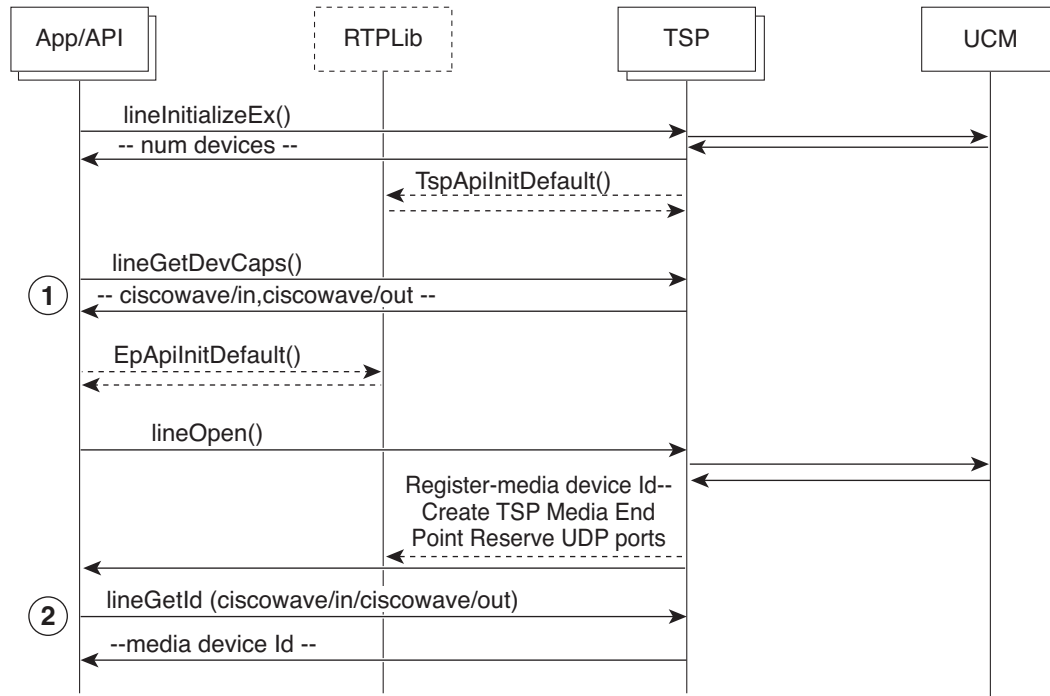 App/API
RTPLib
TSP
UCM
lineInitializeEx()
-- num devices --
TspApiInitDefault()
lineGetDevCaps()
1
-- ciscowave/in,ciscowave/out --
EpApiInitDefault()
lineOpen()
Register-media device Id--
Create TSP Media End
Point Reserve UDP ports
2
lineGetId (ciscowave/in/ciscowave/out)
--media device Id --